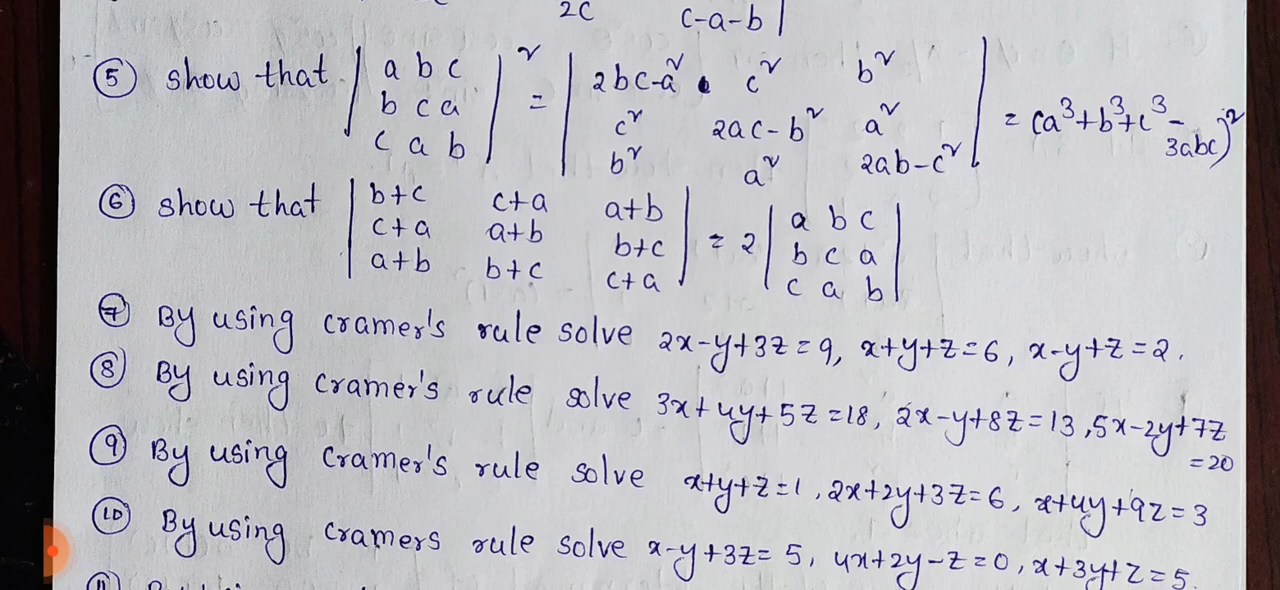 2c c-a-b |
⑤ show that | a b c |² = | 2bc-a² c² b² | = (a³+b³+c³-
b c a c² 2ac-b² a² 3abc)²
c a b b² a² 2ab-c²
⑥ show that | b+c c+a a+b | = 2 | a b c |
c+a a+b b+c b c a
a+b b+c c+a c a b
⑦ By using cramer's rule solve 2x-y+3z=9, x+y+z=6, x-y+z=2.
⑧ By using cramer's rule solve 3x+4y+5z=18, 2x-y+8z=13, 5x-2y+7z
=20
⑨ By using cramer's rule solve x+y+z=1, 2x+2y+3z=6, x+4y+9z=3
⑩ By using cramers rule solve x-y+3z=5, 4x+2y-z=0, x+3y+z=5.